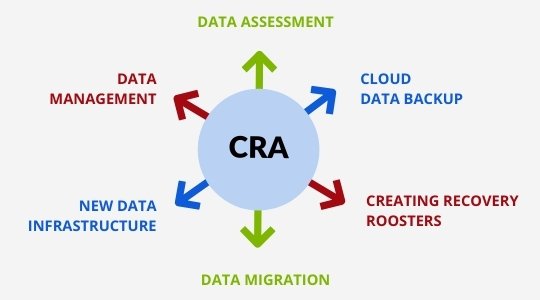 DATA ASSESSMENT
DATA
MANAGEMENT
CLOUD
DATA BACKUP
CRA
NEW DATA
INFRASTRUCTURE
CREATING RECOVERY
ROOSTERS
DATA MIGRATION